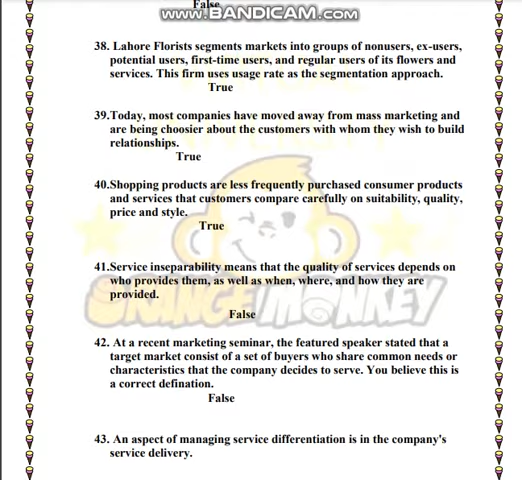 False
www.BANDICAM.com
38. Lahore Florists segments markets into groups of nonusers, ex-users,
potential users, first-time users, and regular users of its flowers and
services. This firm uses usage rate as the segmentation approach.
True
39.Today, most companies have moved away from mass marketing and
are being choosier about the customers with whom they wish to build
relationships.
True
40.Shopping products are less frequently purchased consumer products
and services that customers compare carefully on suitability, quality,
price and style.
True
41.Service inseparability means that the quality of services depends on
who provides them, as well as when, where, and how they are
provided.
ORANGE MONKEY
False
42. At a recent marketing seminar, the featured speaker stated that a
target market consist of a set of buyers who share common needs or
characteristics that the company decides to serve. You believe this is
a correct defination.
False
43. An aspect of managing service differentiation is in the company's
service delivery.